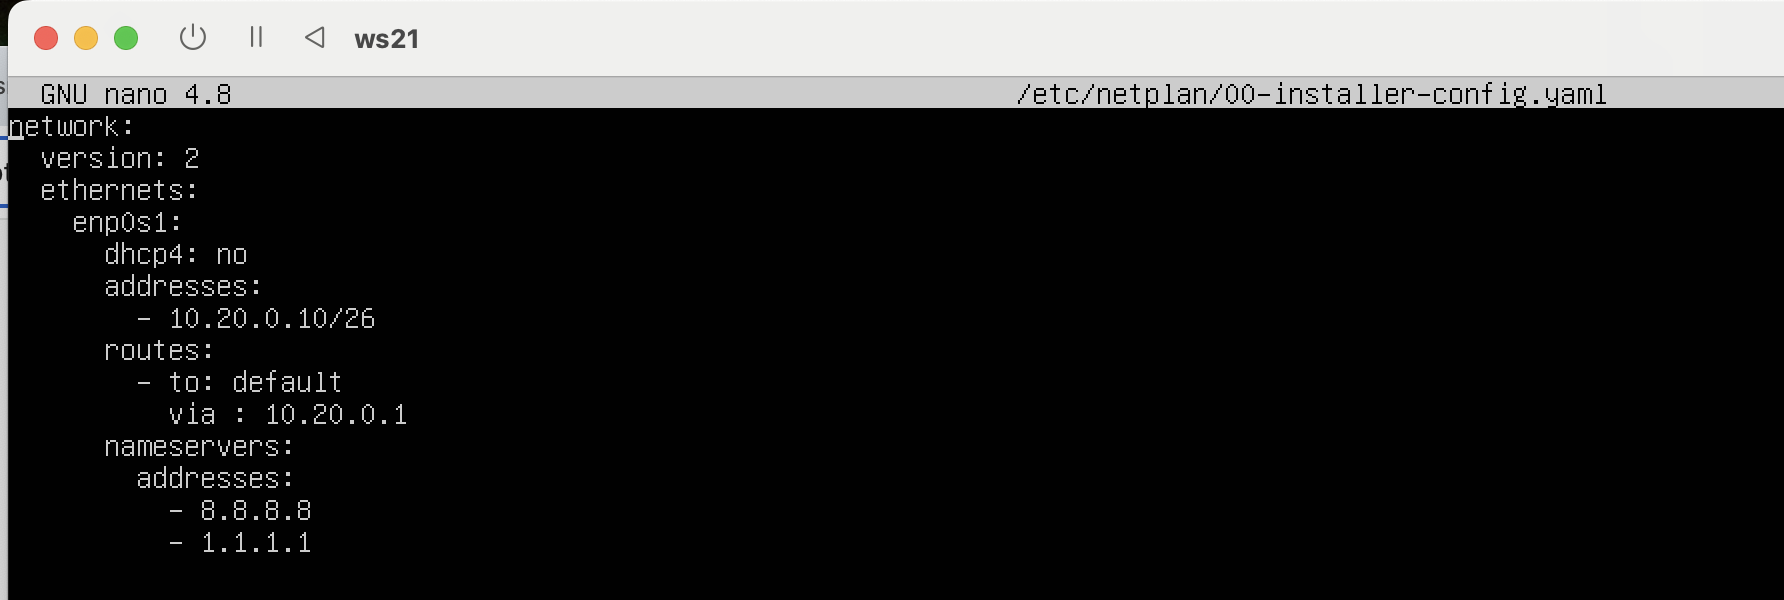 ws21
GNU nano 4.8 /etc/netplan/00-installer-config.yaml
network:
  version: 2
  ethernets:
    enp0s1:
      dhcp4: no
      addresses:
        - 10.20.0.10/26
      routes:
        - to: default
          via : 10.20.0.1
      nameservers:
        addresses:
          - 8.8.8.8
          - 1.1.1.1